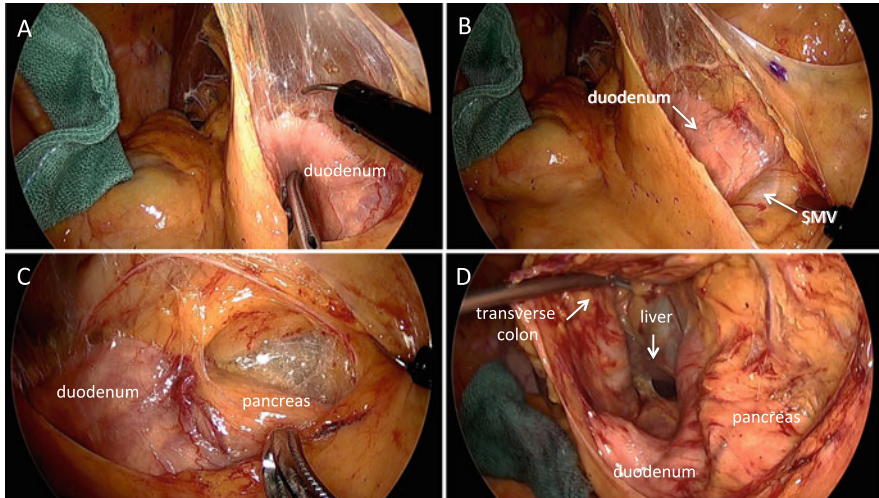 A
duodenum
B
duodenum
SMV
C
duodenum
pancreas
D
transverse
colon
liver
pancreas
duodenum